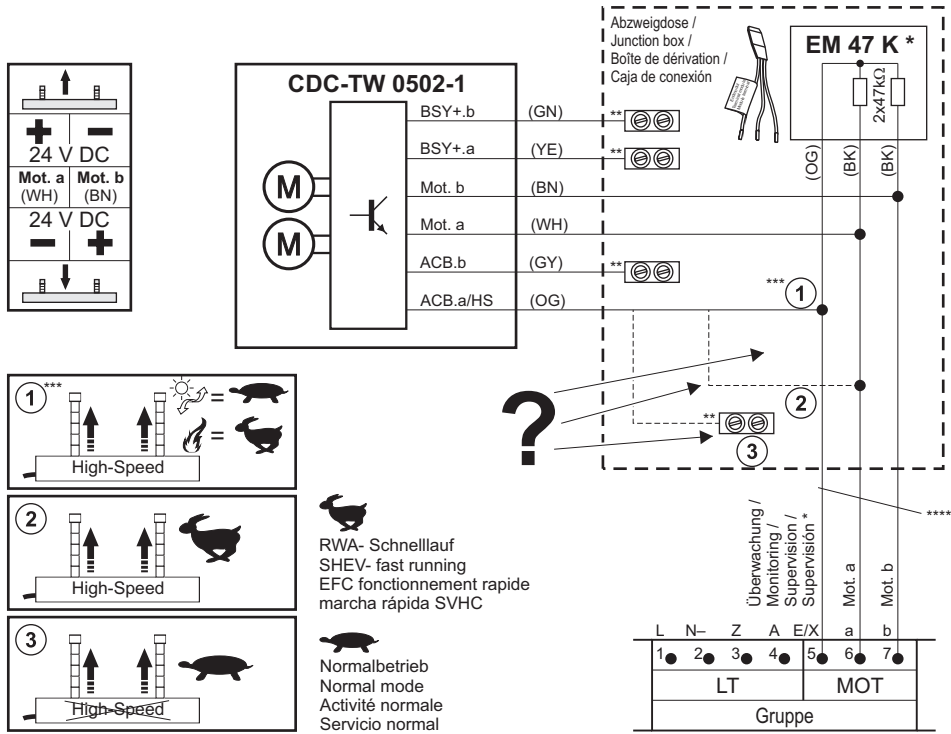 Abzweigdose /
Junction box /
Boîte de dérivation /
Caja de conexión
EM 47 K *
2x47kΩ
(OG)
(BK)
(BK)
24 V DC
Mot. a
(WH)
Mot. b
(BN)
24 V DC
CDC-TW 0502-1
M
M
BSY+.b (GN) **
BSY+.a (YE) **
Mot. b (BN)
Mot. a (WH)
ACB.b (GY) **
ACB.a/HS (OG)
*** 1
2
** 3
?
1 ***
=
=
High-Speed
2
High-Speed
3
High-Speed
RWA- Schnelllauf
SHEV- fast running
EFC fonctionnement rapide
marcha rápida SVHC
Normalbetrieb
Normal mode
Activité normale
Servicio normal
****
Überwachung /
Monitoring /
Supervision /
Supervisión *
Mot. a
Mot. b
L N– Z A E/X a b
1 2 3 4 5 6 7
LT MOT
Gruppe